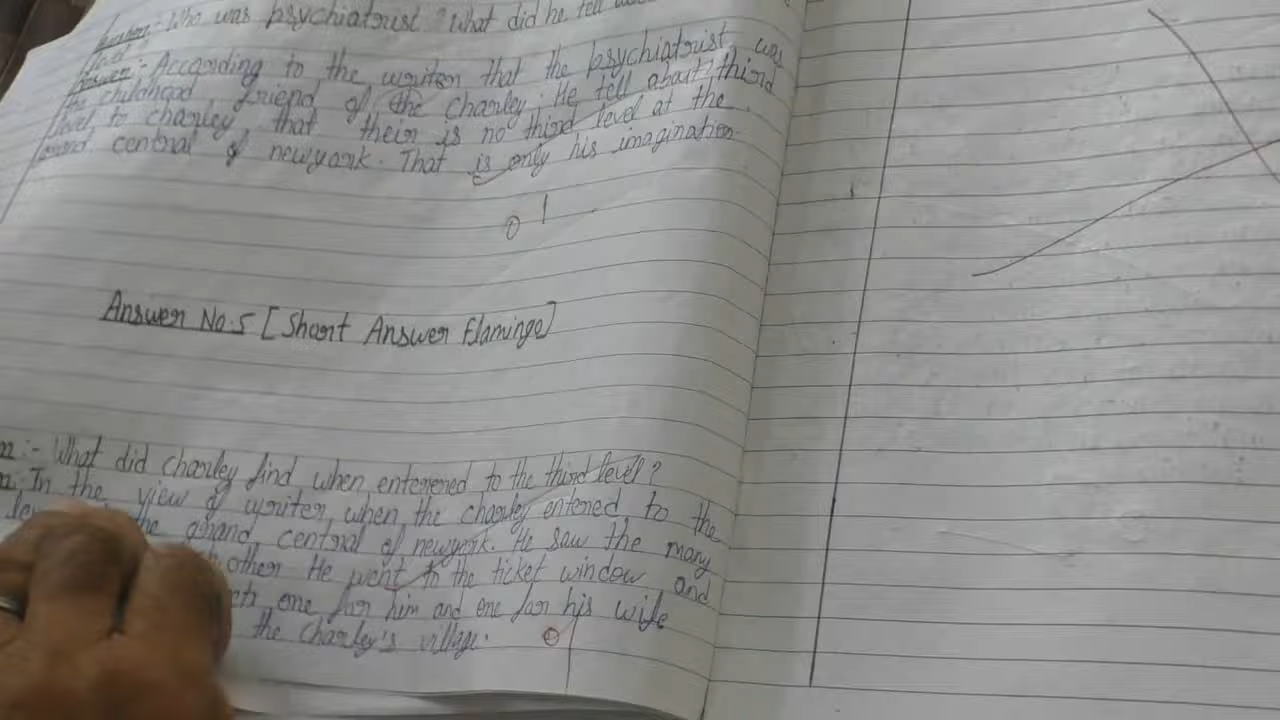 Who was psychiatrust? What did he tell
Answer:- According to the writer that the psychiatrust was
the childhood friend of the charley. He tell about third
level to charley that their is no third level at the
grand central of newyork. That is only his imagination
Answer No.5 [Short Answer Flamingo]
What did charley find when enterered to the third level?
In the view of writer, when the charley entered to the
the grand central of newyork. He saw the many
other He went to the ticket window and
one for him and one for his wife
the Charley's village.